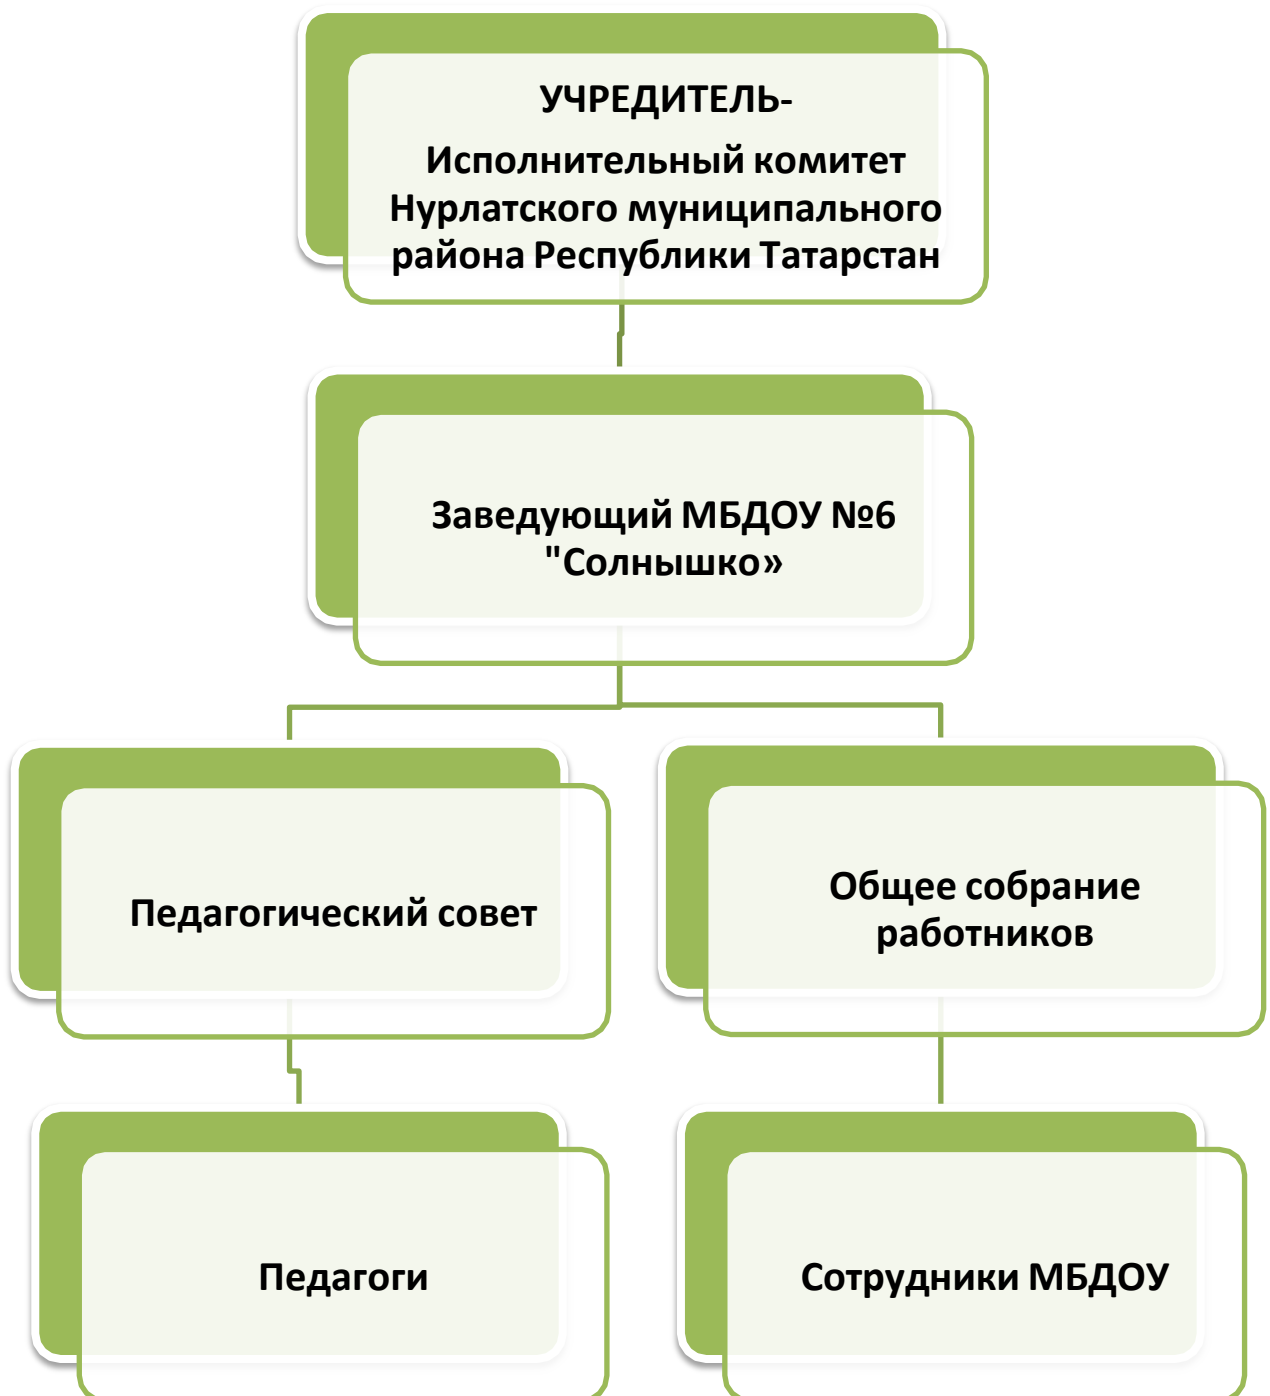 УЧРЕДИТЕЛЬ-
Исполнительный комитет
Нурлатского муниципального
района Республики Татарстан
Заведующий МБДОУ №6
"Солнышко»
Педагогический совет
Общее собрание
работников
Педагоги
Сотрудники МБДОУ